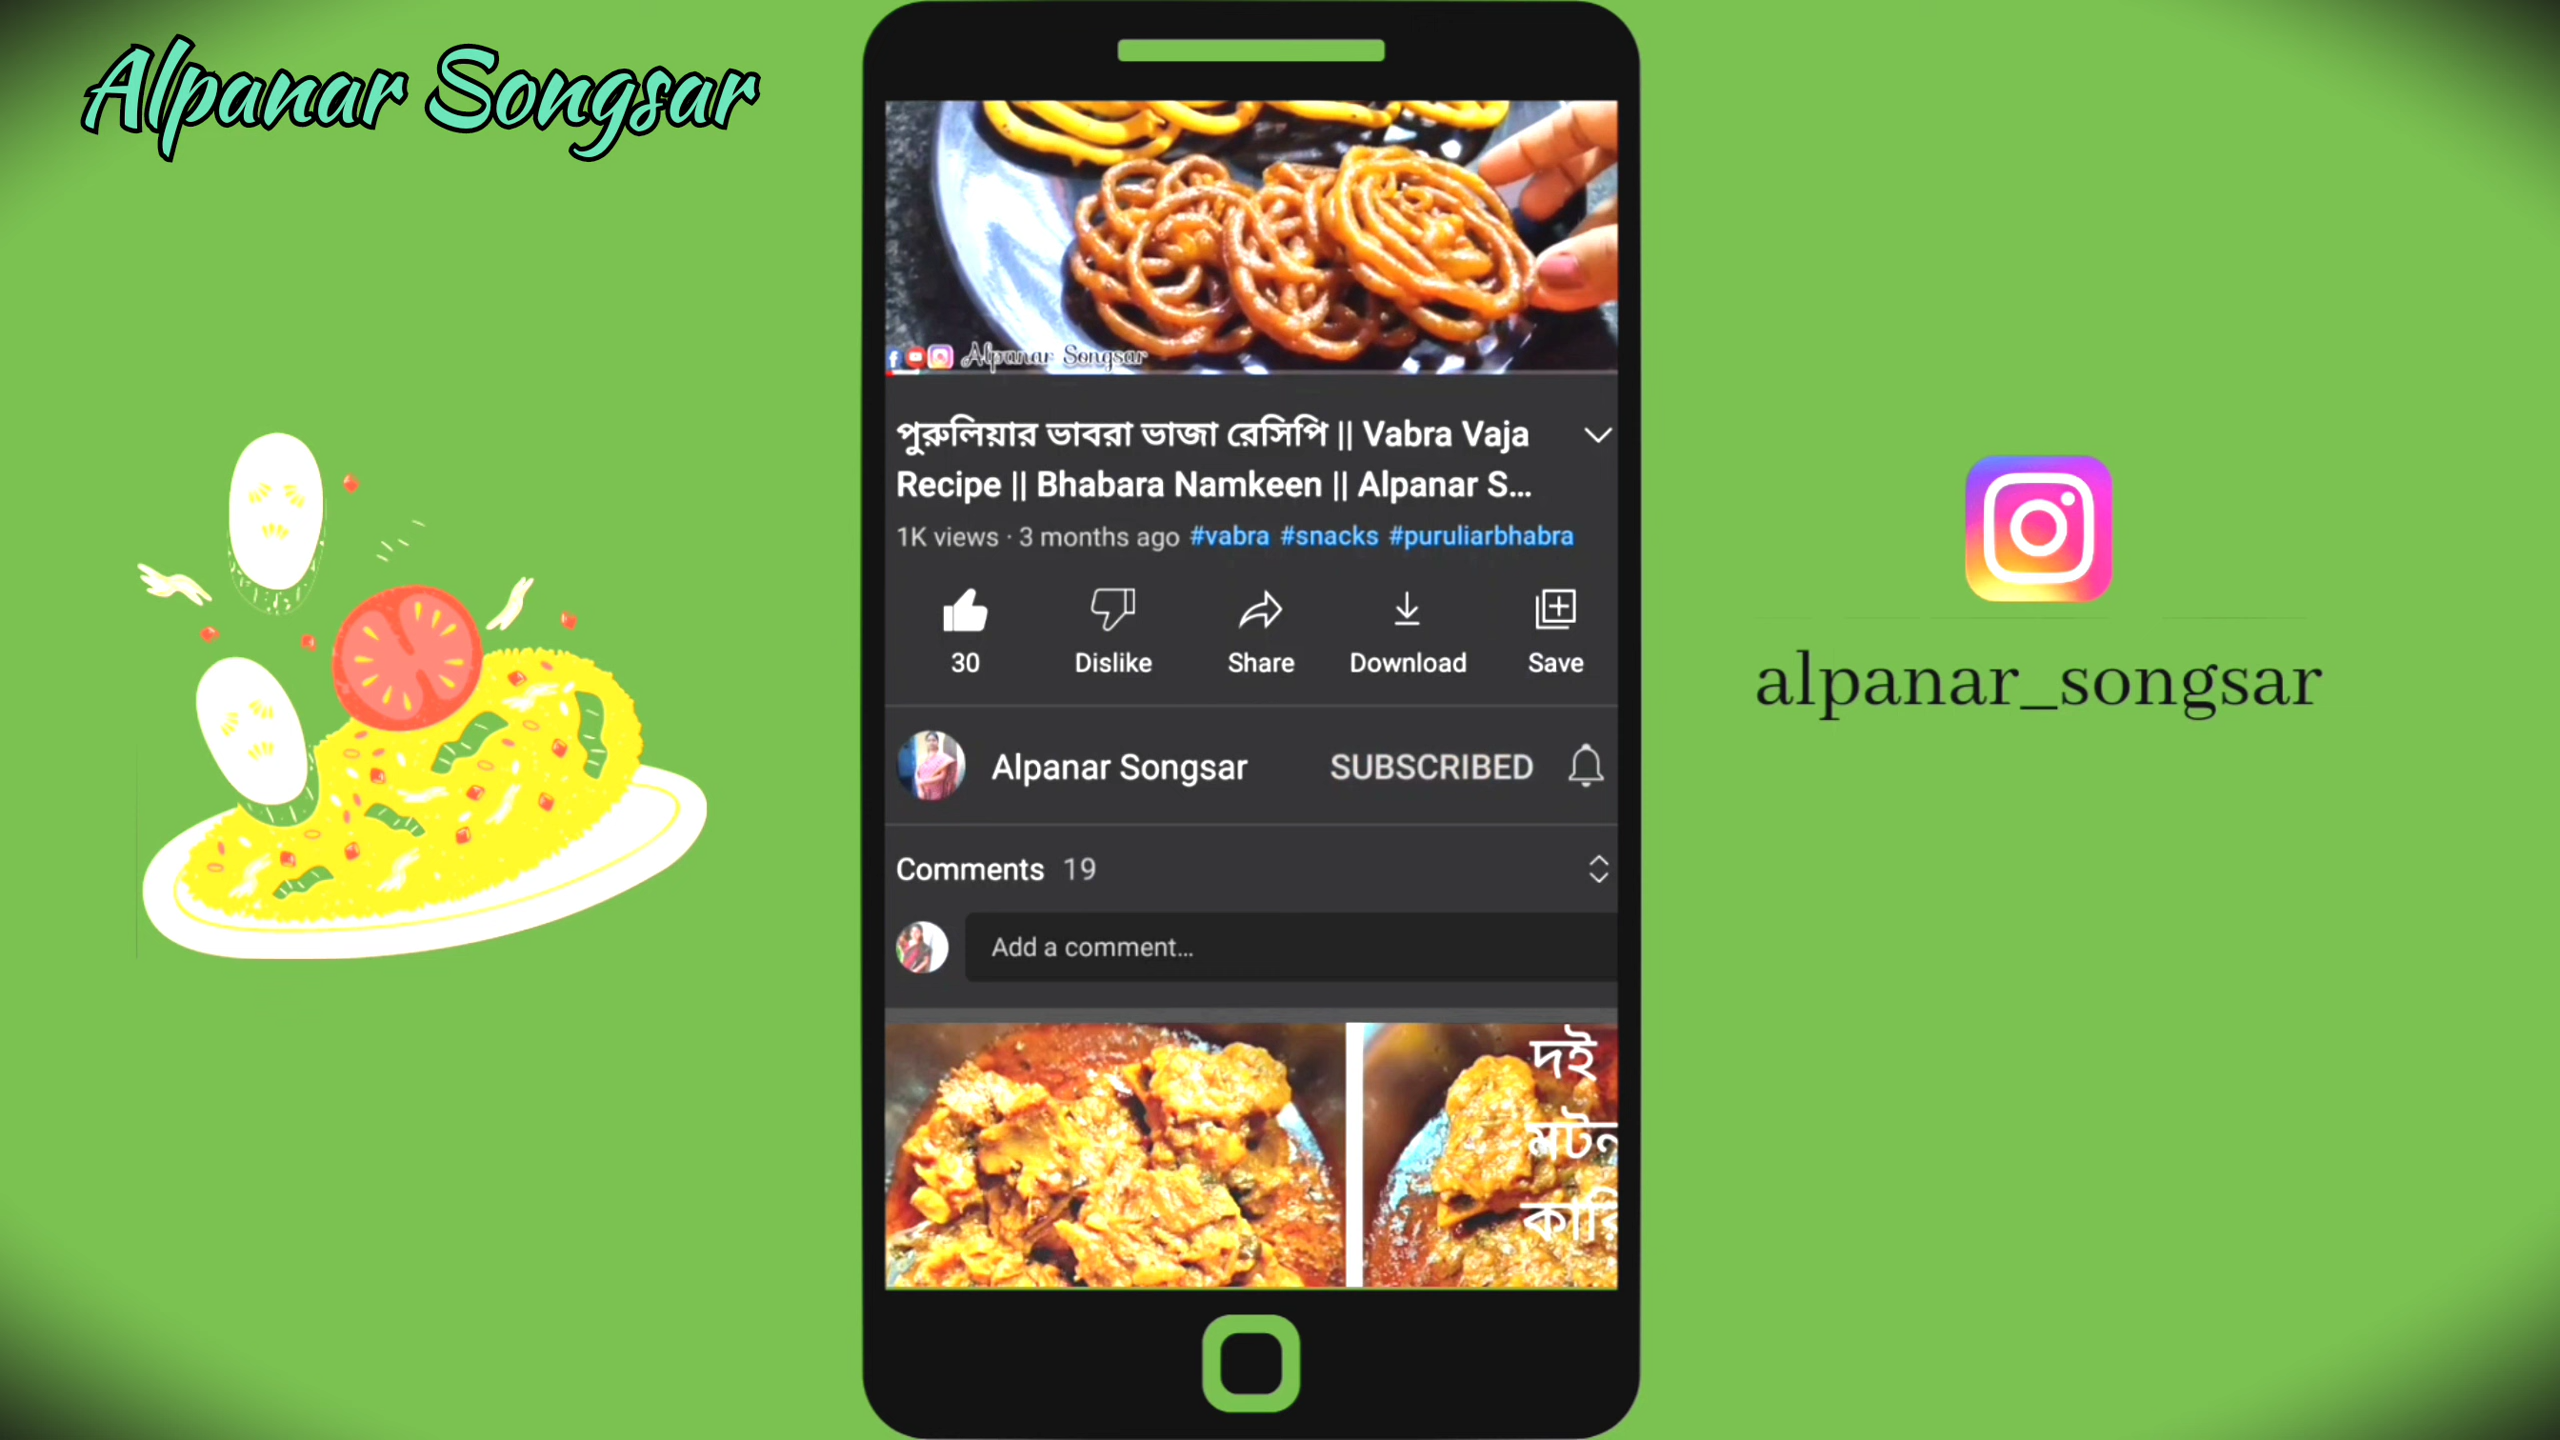 Alpanar Songsar
Alpanar Songsar
পুরুলিয়ার ভাবরা ভাজা রেসিপি || Vabra Vaja
Recipe || Bhabara Namkeen || Alpanar S...
1K views · 3 months ago #vabra #snacks #puruliarbhabra
30 Dislike Share Download Save
Alpanar Songsar SUBSCRIBED
Comments 19
Add a comment...
দই
মটন
কারি
alpanar_songsar